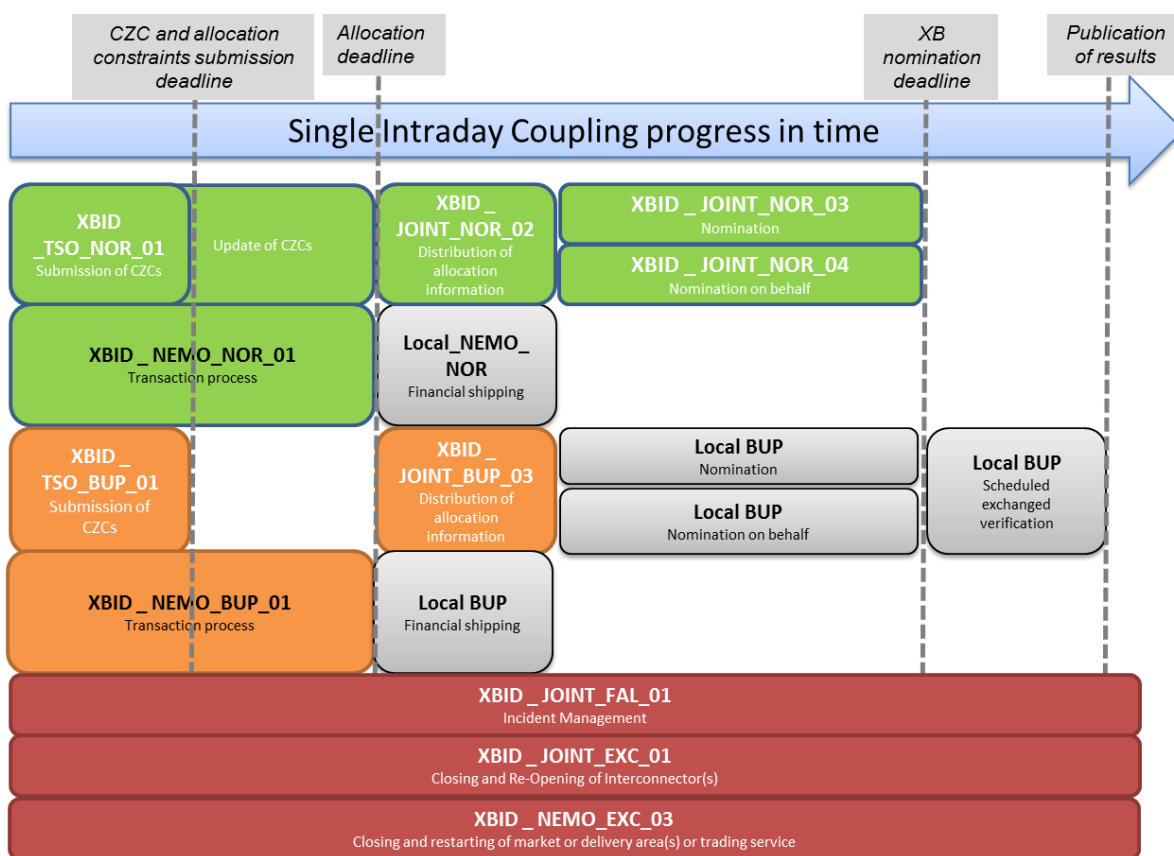 CZC and allocation
constraints submission
deadline
Allocation
deadline
XB
nomination
deadline
Publication
of results
Single Intraday Coupling progress in time
XBID
_TSO_NOR_01
Submission of CZCs
Update of CZCs
XBID _
JOINT_NOR_02
Distribution of
allocation
information
XBID _ JOINT_NOR_03
Nomination
XBID _ JOINT_NOR_04
Nomination on behalf
XBID _ NEMO_NOR_01
Transaction process
Local_NEMO_
NOR
Financial shipping
XBID _
TSO_BUP_01
Submission of
CZCs
XBID _
JOINT_BUP_03
Distribution of
allocation
information
Local BUP
Nomination
Local BUP
Nomination on behalf
Local BUP
Scheduled
exchanged
verification
XBID _ NEMO_BUP_01
Transaction process
Local BUP
Financial shipping
XBID _ JOINT_FAL_01
Incident Management
XBID _ JOINT_EXC_01
Closing and Re-Opening of Interconnector(s)
XBID _ NEMO_EXC_03
Closing and restarting of market or delivery area(s) or trading service